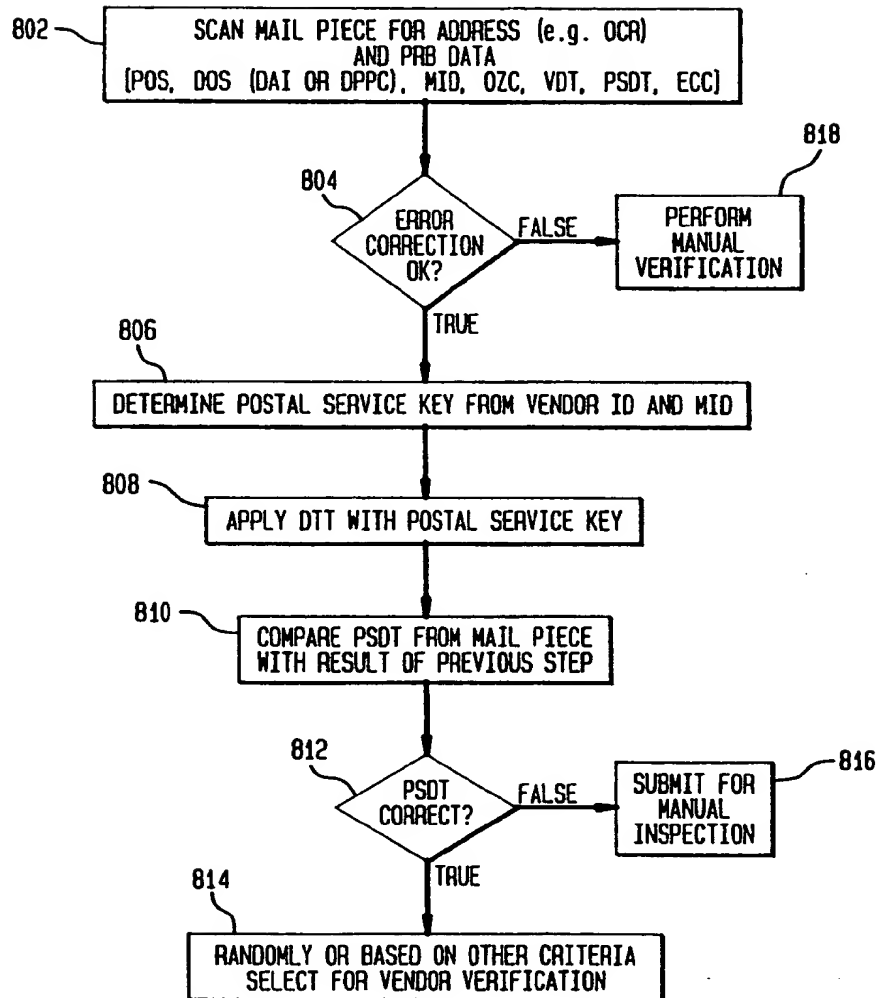 802
SCAN MAIL PIECE FOR ADDRESS (e.g. OCR)
AND PRB DATA
[POS, DOS (DAI OR DPPC), MID, OZC, VDT, PSDT, ECC]
804
ERROR
CORRECTION
OK?
FALSE
818
PERFORM
MANUAL
VERIFICATION
TRUE
806
DETERMINE POSTAL SERVICE KEY FROM VENDOR ID AND MID
808
APPLY DTT WITH POSTAL SERVICE KEY
810
COMPARE PSDT FROM MAIL PIECE
WITH RESULT OF PREVIOUS STEP
812
PSDT
CORRECT?
FALSE
816
SUBMIT FOR
MANUAL
INSPECTION
TRUE
814
RANDOMLY OR BASED ON OTHER CRITERIA
SELECT FOR VENDOR VERIFICATION